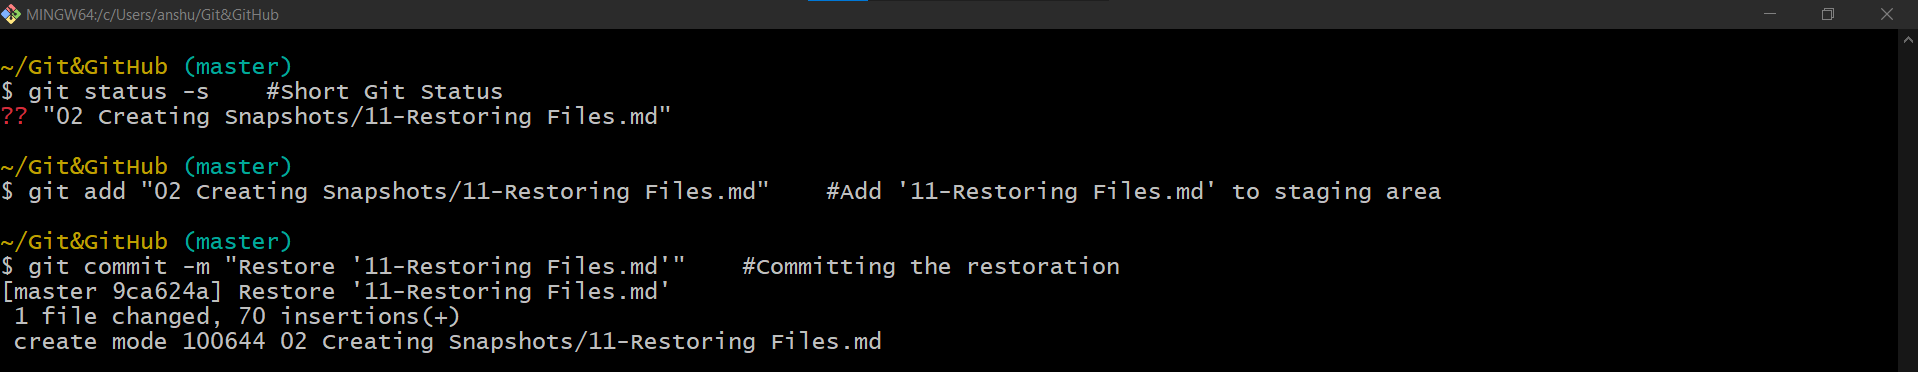 MINGW64:/c/Users/anshu/Git&GitHub
~/Git&GitHub (master)
$ git status -s    #Short Git Status
?? "02 Creating Snapshots/11-Restoring Files.md"
~/Git&GitHub (master)
$ git add "02 Creating Snapshots/11-Restoring Files.md"    #Add '11-Restoring Files.md' to staging area
~/Git&GitHub (master)
$ git commit -m "Restore '11-Restoring Files.md'"    #Committing the restoration
[master 9ca624a] Restore '11-Restoring Files.md'
 1 file changed, 70 insertions(+)
 create mode 100644 02 Creating Snapshots/11-Restoring Files.md